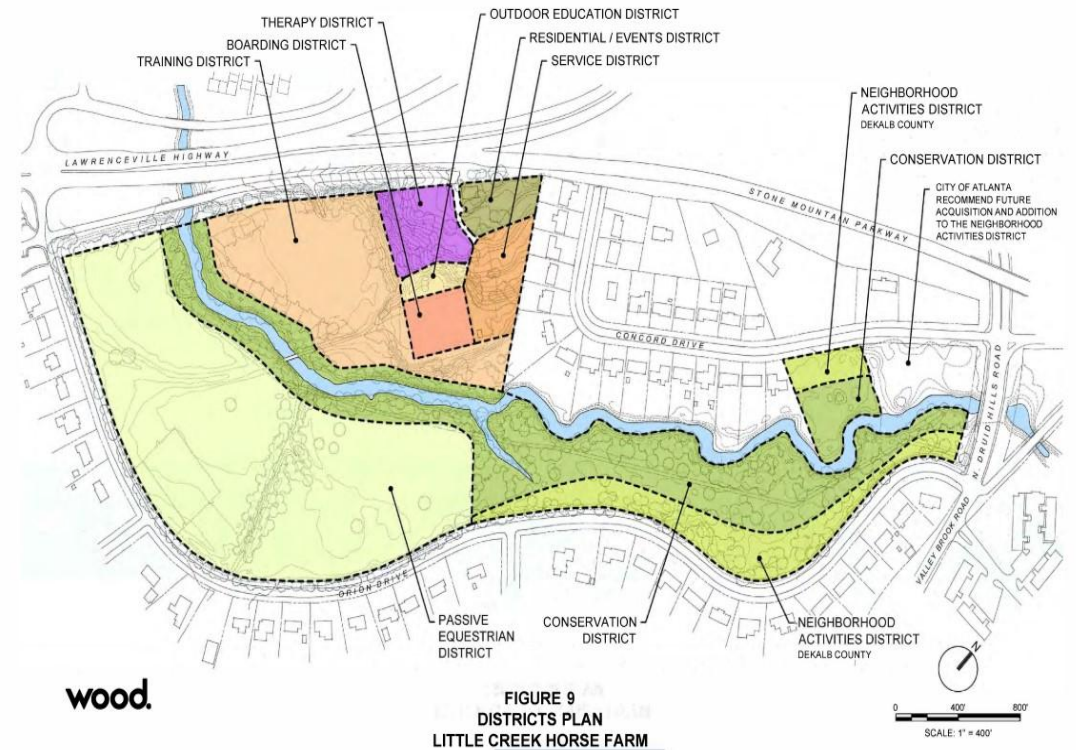 OUTDOOR EDUCATION DISTRICT
THERAPY DISTRICT
RESIDENTIAL / EVENTS DISTRICT
BOARDING DISTRICT
SERVICE DISTRICT
TRAINING DISTRICT
NEIGHBORHOOD
ACTIVITIES DISTRICT
DEKALB COUNTY
LAWRENCEVILLE HIGHWAY
CONSERVATION DISTRICT
STONE MOUNTAIN PARKWAY
CITY OF ATLANTA
RECOMMEND FUTURE
ACQUISITION AND ADDITION
TO THE NEIGHBORHOOD
ACTIVITIES DISTRICT
CONCORD DRIVE
N. DRUID HILLS ROAD
VALLEY BROOK ROAD
ORION DRIVE
PASSIVE
EQUESTRIAN
DISTRICT
CONSERVATION
DISTRICT
NEIGHBORHOOD
ACTIVITIES DISTRICT
DEKALB COUNTY
N
wood.
FIGURE 9
DISTRICTS PLAN
LITTLE CREEK HORSE FARM
0 400' 800'
SCALE: 1" = 400'